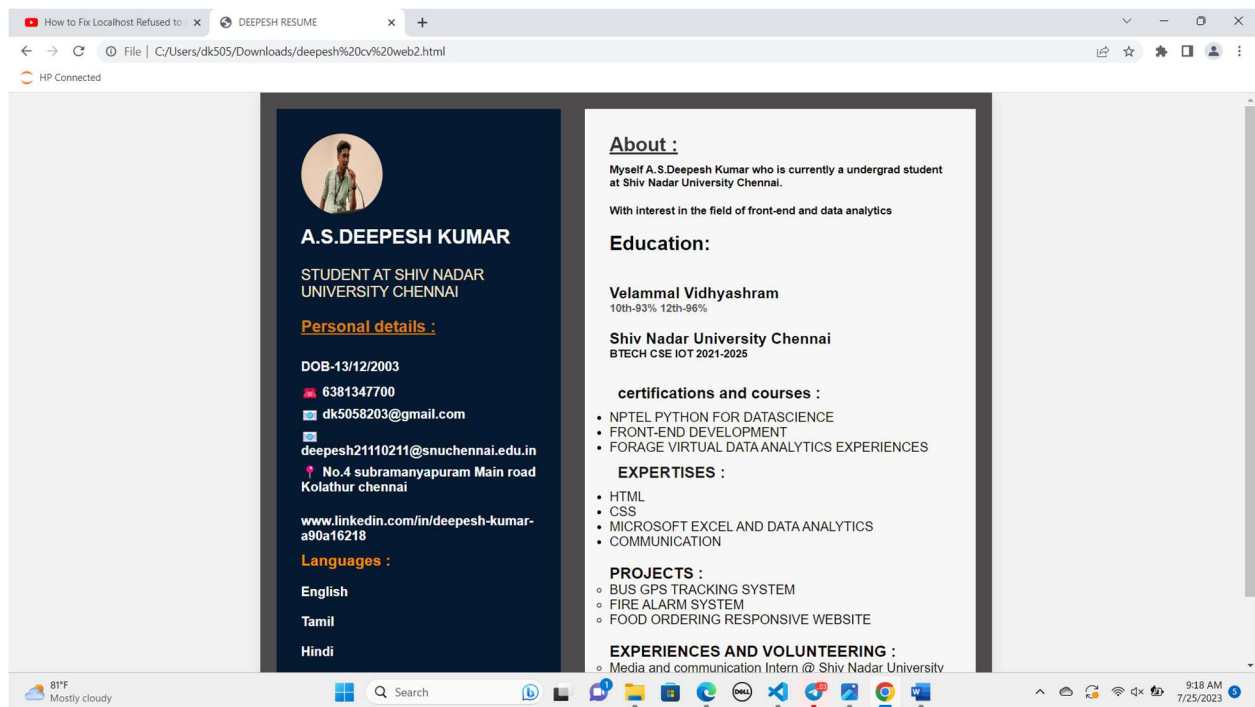 How to Fix Localhost Refused to
DEEPESH RESUME
File | C:/Users/dk505/Downloads/deepesh%20cv%20web2.html
HP Connected
A.S.DEEPESH KUMAR
STUDENT AT SHIV NADAR
UNIVERSITY CHENNAI
Personal details :
DOB-13/12/2003
6381347700
dk5058203@gmail.com
deepesh21110211@snuchennai.edu.in
No.4 subramanyapuram Main road
Kolathur chennai
www.linkedin.com/in/deepesh-kumar-
a90a16218
Languages :
English
Tamil
Hindi
About :
Myself A.S.Deepesh Kumar who is currently a undergrad student
at Shiv Nadar University Chennai.
With interest in the field of front-end and data analytics
Education:
Velammal Vidhyashram
10th-93% 12th-96%
Shiv Nadar University Chennai
BTECH CSE IOT 2021-2025
certifications and courses :
NPTEL PYTHON FOR DATASCIENCE
FRONT-END DEVELOPMENT
FORAGE VIRTUAL DATA ANALYTICS EXPERIENCES
EXPERTISES :
HTML
CSS
MICROSOFT EXCEL AND DATA ANALYTICS
COMMUNICATION
PROJECTS :
BUS GPS TRACKING SYSTEM
FIRE ALARM SYSTEM
FOOD ORDERING RESPONSIVE WEBSITE
EXPERIENCES AND VOLUNTEERING :
Media and communication Intern @ Shiv Nadar University
81°F
Mostly cloudy
Search
DELL
9:18 AM
7/25/2023
5